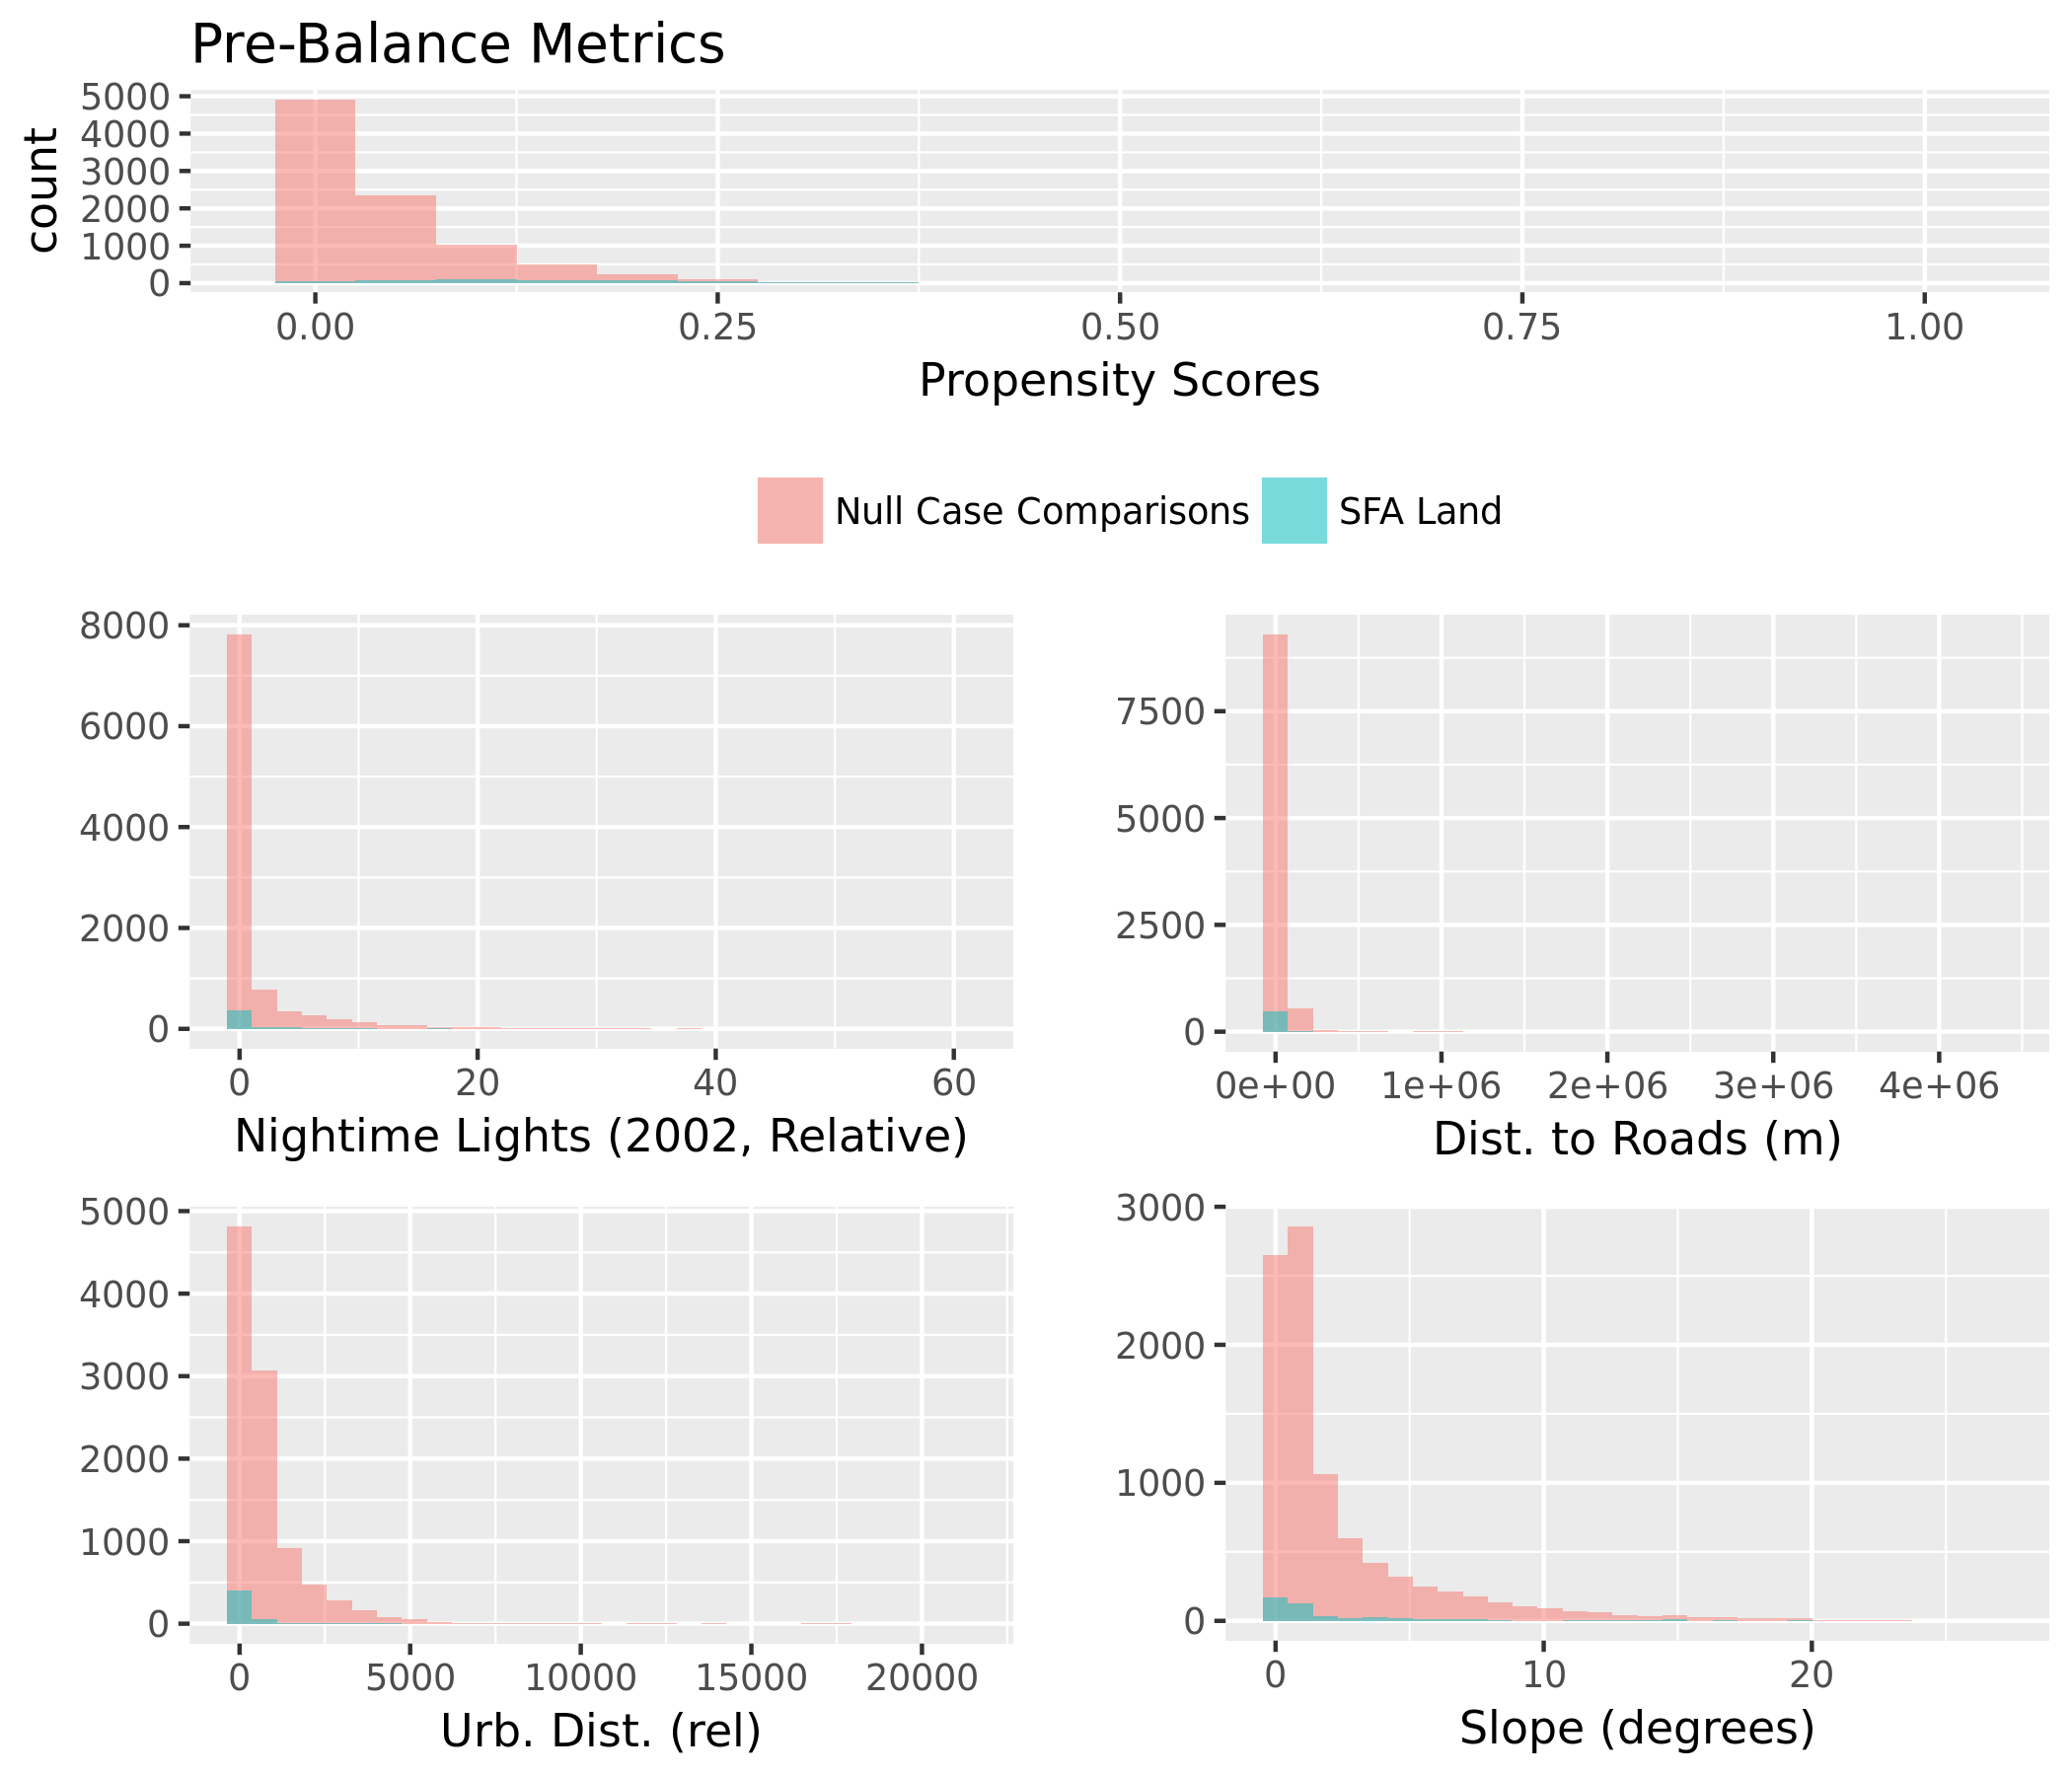 Pre-Balance Metrics
count
5000
4000
3000
2000
1000
0
0.00 0.25 0.50 0.75 1.00
Propensity Scores
Null Case Comparisons SFA Land
8000
6000
4000
2000
0
0 20 40 60
Nightime Lights (2002, Relative)
7500
5000
2500
0
0e+00 1e+06 2e+06 3e+06 4e+06
Dist. to Roads (m)
5000
4000
3000
2000
1000
0
0 5000 10000 15000 20000
Urb. Dist. (rel)
3000
2000
1000
0
0 10 20
Slope (degrees)